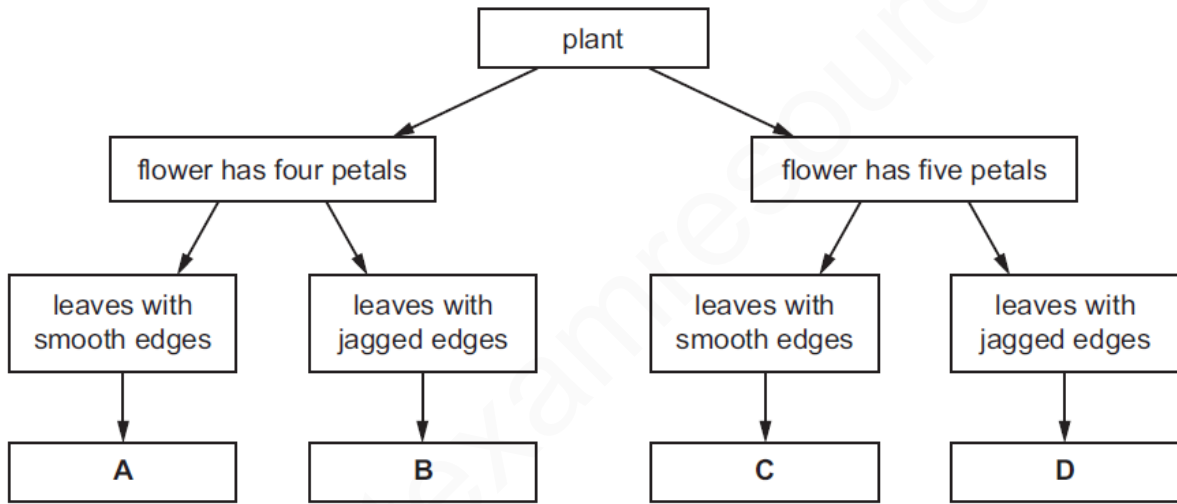 plant
flower has four petals
flower has five petals
leaves with
smooth edges
leaves with
jagged edges
leaves with
smooth edges
leaves with
jagged edges
A
B
C
D